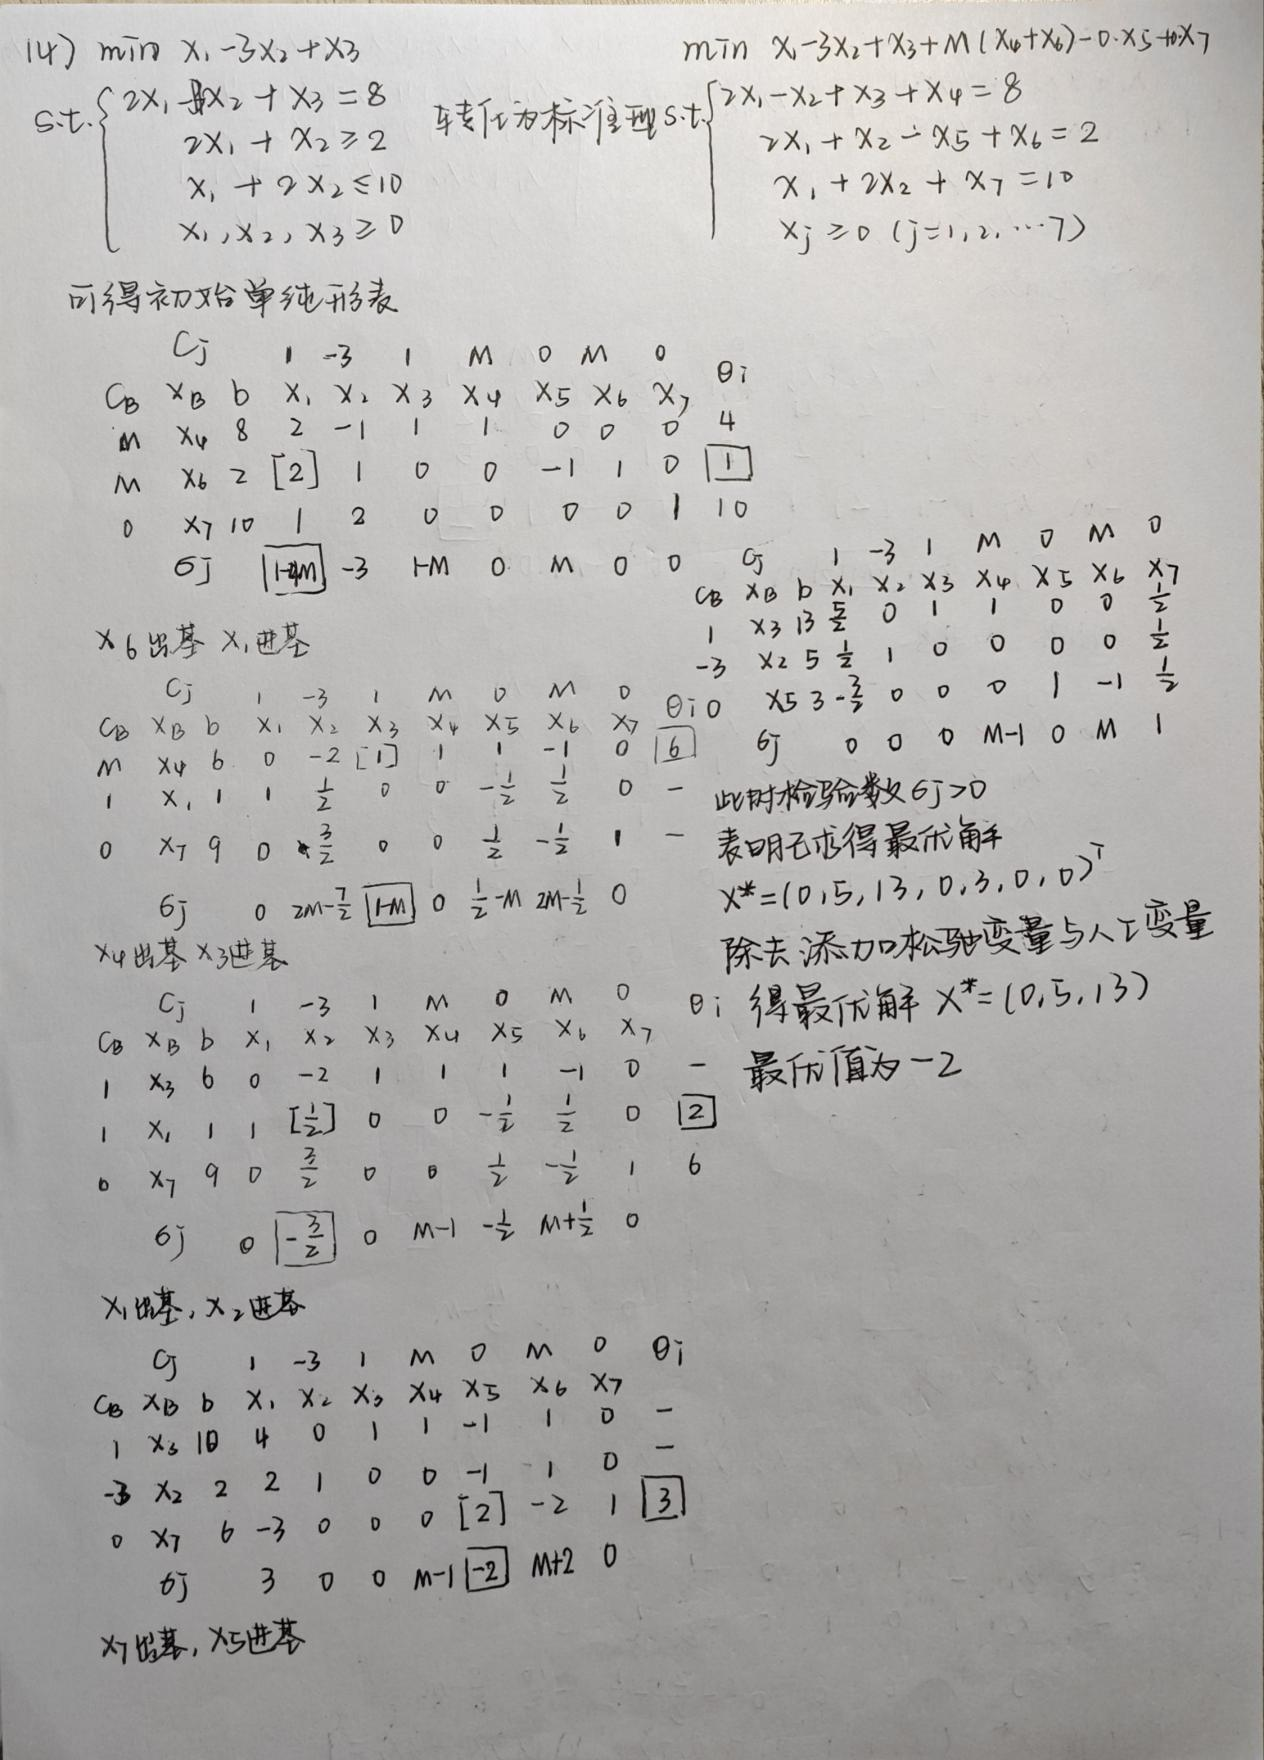 (4) min x₁-3x₂+x₃
s.t. { 2x₁-x₂+x₃=8
2x₁+x₂≥2
x₁+2x₂≤10
x₁,x₂,x₃≥0
转化为标准型
min x₁-3x₂+x₃+M(x₄+x₆)-0·x₅+0·x₇
s.t. { 2x₁-x₂+x₃+x₄=8
2x₁+x₂-x₅+x₆=2
x₁+2x₂+x₇=10
xj≥0 (j=1,2,…7)
可得初始单纯形表
Cj 1 -3 1 M 0 M 0 θi
CB XB b x₁ x₂ x₃ x₄ x₅ x₆ x₇
M x₄ 8 2 -1 1 1 0 0 0 4
M x₆ 2 [2] 1 0 0 -1 1 0 1
0 x₇ 10 1 2 0 0 0 0 1 10
σj 1-4M -3 1-M 0 M 0 0
x₆出基 x₁进基
Cj 1 -3 1 M 0 M 0 θi
CB XB b x₁ x₂ x₃ x₄ x₅ x₆ x₇
M x₄ 6 0 -2 [1] 1 1 -1 0 6
1 x₁ 1 1 1/2 0 0 -1/2 1/2 0 -
0 x₇ 9 0 3/2 0 0 1/2 -1/2 1 -
σj 0 2M-7/2 1-M 0 1/2-M 2M-1/2 0
x₄出基 x₃进基
Cj 1 -3 1 M 0 M 0 θi
CB XB b x₁ x₂ x₃ x₄ x₅ x₆ x₇
1 x₃ 6 0 -2 1 1 1 -1 0 -
1 x₁ 1 1 [1/2] 0 0 -1/2 1/2 0 2
0 x₇ 9 0 3/2 0 0 1/2 -1/2 1 6
σj 0 -3/2 0 M-1 -1/2 M+1/2 0
x₁出基, x₂进基
Cj 1 -3 1 M 0 M 0 θi
CB XB b x₁ x₂ x₃ x₄ x₅ x₆ x₇
1 x₃ 10 4 0 1 1 -1 1 0 -
-3 x₂ 2 2 1 0 0 -1 1 0 -
0 x₇ 6 -3 0 0 0 [2] -2 1 3
σj 3 0 0 M-1 -2 M+2 0
x₇出基, x₅进基
Cj 1 -3 1 M 0 M 0
CB XB b x₁ x₂ x₃ x₄ x₅ x₆ x₇
1 x₃ 13 5/2 0 1 1 0 0 1/2
-3 x₂ 5 1/2 1 0 0 0 0 1/2
0 x₅ 3 -3/2 0 0 0 1 -1 1/2
σj 0 0 0 M-1 0 M 1
此时检验数σj>0
表明已求得最优解
X*=(0,5,13,0,3,0,0)ᵀ
除去添加松驰变量与人工变量
得最优解 X*=(0,5,13)
最优值为-2